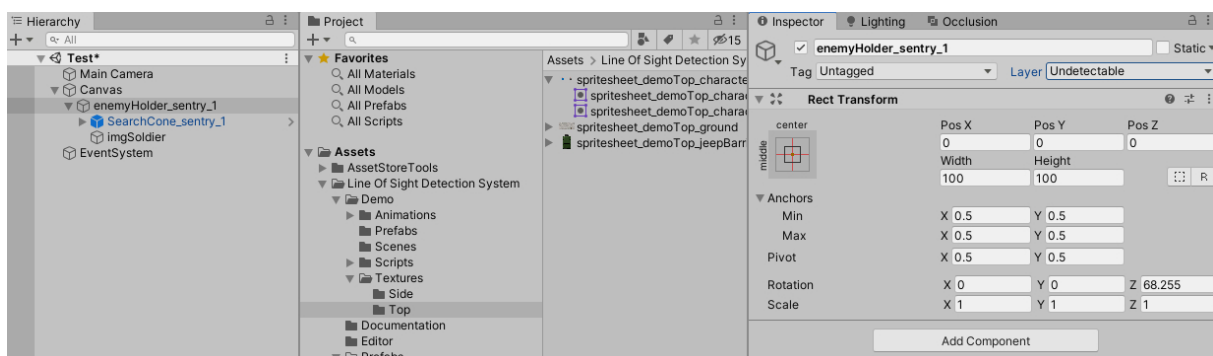 Hierarchy
All
Test*
Main Camera
Canvas
enemyHolder_sentry_1
SearchCone_sentry_1
imgSoldier
EventSystem
Project
15
Favorites
All Materials
All Models
All Prefabs
All Scripts
Assets
AssetStoreTools
Line Of Sight Detection System
Demo
Animations
Prefabs
Scenes
Scripts
Textures
Side
Top
Documentation
Editor
Assets > Line Of Sight Detection Sy
spritesheet_demoTop_characte
spritesheet_demoTop_chara
spritesheet_demoTop_chara
spritesheet_demoTop_ground
spritesheet_demoTop_jeepBarr
Inspector Lighting Occlusion
enemyHolder_sentry_1 Static
Tag Untagged Layer Undetectable
Rect Transform
center Pos X Pos Y Pos Z
middle 0 0 0
Width Height
100 100 R
Anchors
Min X 0.5 Y 0.5
Max X 0.5 Y 0.5
Pivot X 0.5 Y 0.5
Rotation X 0 Y 0 Z 68.255
Scale X 1 Y 1 Z 1
Add Component